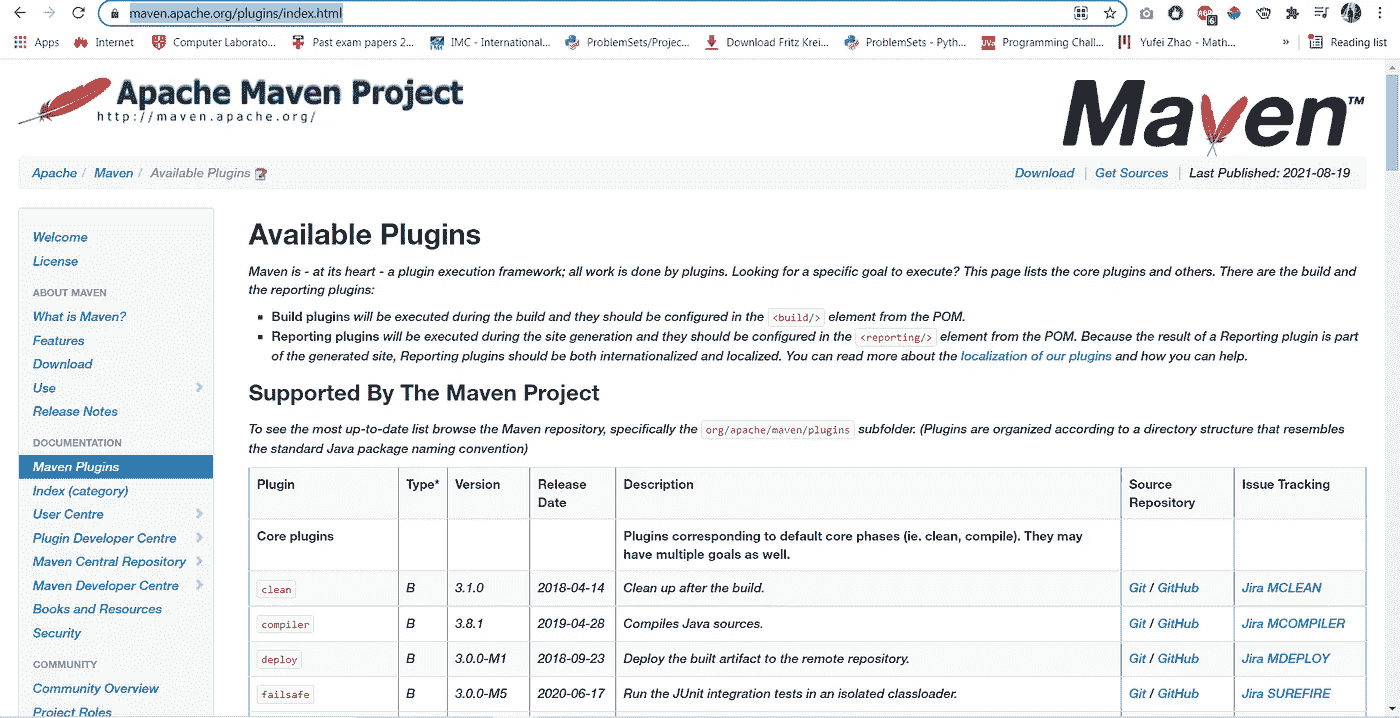 maven.apache.org/plugins/index.html
6
Apps
Internet
Computer Laborato...
Past exam papers 2...
IMC - International...
ProblemSets/Projec...
Download Fritz Krei...
ProblemSets - Pyth...
Programming Chall...
Yufei Zhao - Math...
»
Reading list
Apache Maven Project
http://maven.apache.org/
Maven™
Apache / Maven / Available Plugins
Download | Get Sources | Last Published: 2021-08-19
Welcome
License
ABOUT MAVEN
What is Maven?
Features
Download
Use
Release Notes
DOCUMENTATION
Maven Plugins
Index (category)
User Centre
Plugin Developer Centre
Maven Central Repository
Maven Developer Centre
Books and Resources
Security
COMMUNITY
Community Overview
Project Roles
Available Plugins
Maven is - at its heart - a plugin execution framework; all work is done by plugins. Looking for a specific goal to execute? This page lists the core plugins and others. There are the build and
the reporting plugins:
Build plugins will be executed during the build and they should be configured in the <build/> element from the POM.
Reporting plugins will be executed during the site generation and they should be configured in the <reporting/> element from the POM. Because the result of a Reporting plugin is part
of the generated site, Reporting plugins should be both internationalized and localized. You can read more about the localization of our plugins and how you can help.
Supported By The Maven Project
To see the most up-to-date list browse the Maven repository, specifically the org/apache/maven/plugins subfolder. (Plugins are organized according to a directory structure that resembles
the standard Java package naming convention)
Plugin Type* Version Release Date Description Source Repository Issue Tracking
Core plugins Plugins corresponding to default core phases (ie. clean, compile). They may
have multiple goals as well.
clean B 3.1.0 2018-04-14 Clean up after the build. Git / GitHub Jira MCLEAN
compiler B 3.8.1 2019-04-28 Compiles Java sources. Git / GitHub Jira MCOMPILER
deploy B 3.0.0-M1 2018-09-23 Deploy the built artifact to the remote repository. Git / GitHub Jira MDEPLOY
failsafe B 3.0.0-M5 2020-06-17 Run the JUnit integration tests in an isolated classloader. Git / GitHub Jira SUREFIRE